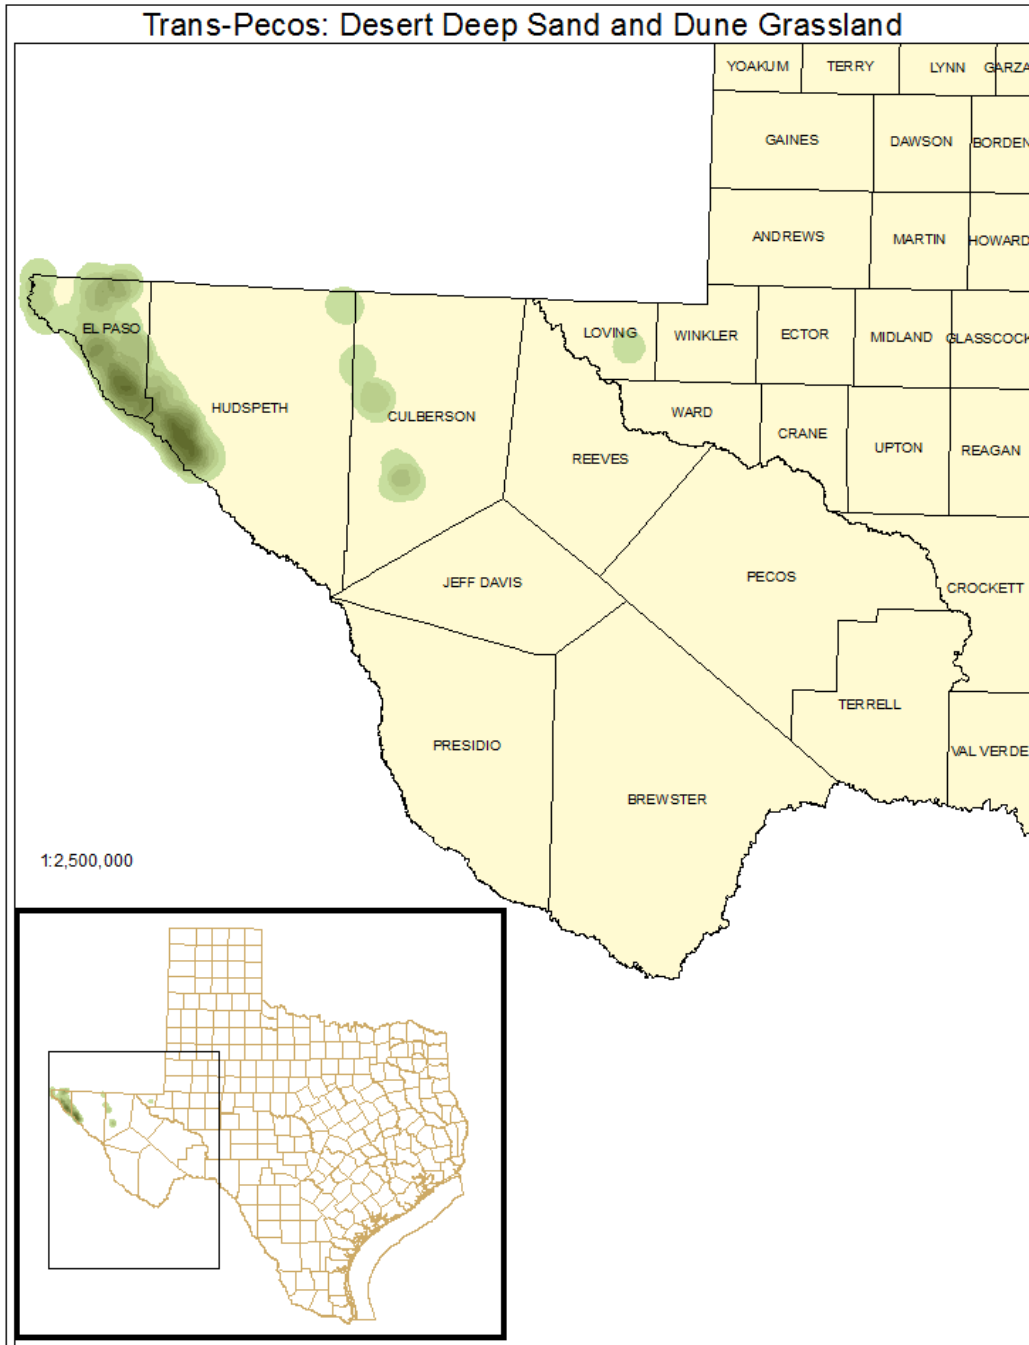 Trans-Pecos: Desert Deep Sand and Dune Grassland
YOAKUM TERRY LYNN GARZA
GAINES DAWSON BORDEN
ANDREWS MARTIN HOWARD
EL PASO LOVING WINKLER ECTOR MIDLAND GLASSCOCK
HUDSPETH CULBERSON WARD
CRANE UPTON REAGAN
REEVES
JEFF DAVIS PECOS CROCKETT
TERRELL
PRESIDIO VAL VERDE
BREWSTER
1:2,500,000